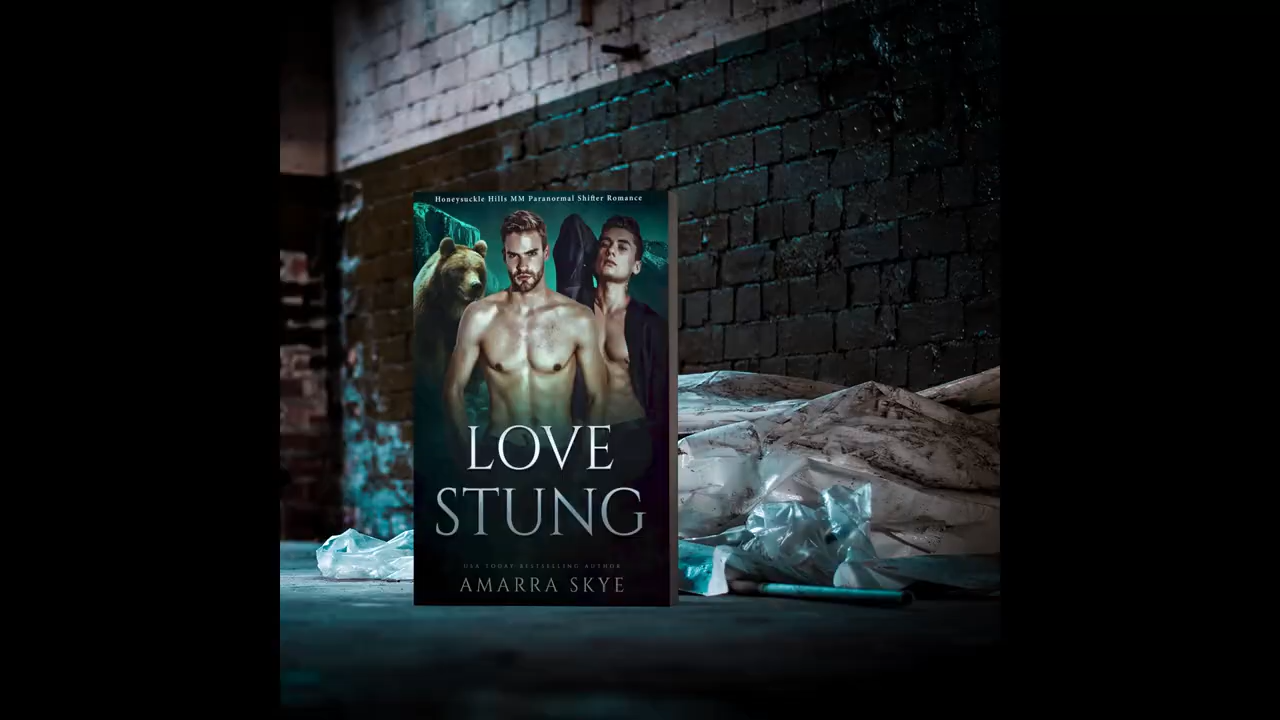 Honeysuckle Hills MM Paranormal Shifter Romance
LOVE
STUNG
USA TODAY BESTSELLING AUTHOR
AMARRA SKYE